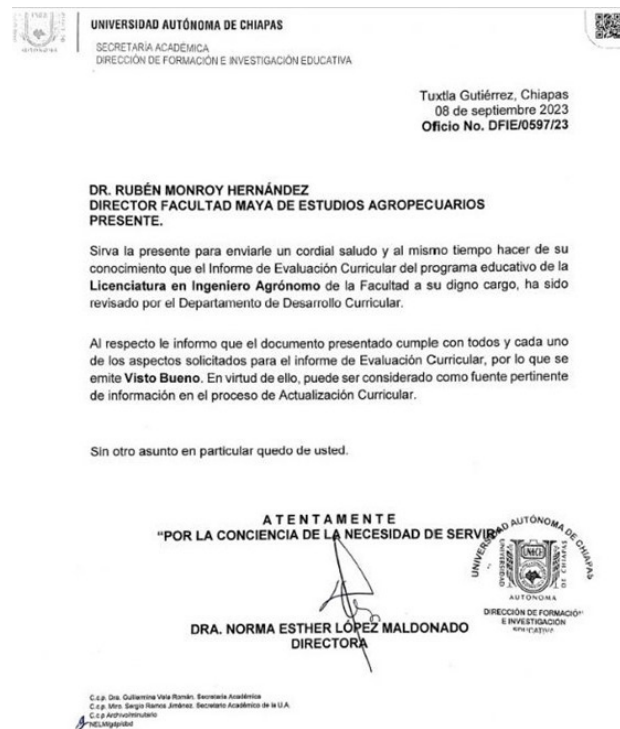 UNIVERSIDAD AUTÓNOMA DE CHIAPAS
SECRETARÍA ACADÉMICA
DIRECCIÓN DE FORMACIÓN E INVESTIGACIÓN EDUCATIVA
Tuxtla Gutiérrez, Chiapas
08 de septiembre 2023
Oficio No. DFIE/0597/23
DR. RUBÉN MONROY HERNÁNDEZ
DIRECTOR FACULTAD MAYA DE ESTUDIOS AGROPECUARIOS
PRESENTE.
Sirva la presente para enviarle un cordial saludo y al mismo tiempo hacer de su
conocimiento que el Informe de Evaluación Curricular del programa educativo de la
Licenciatura en Ingeniero Agrónomo de la Facultad a su digno cargo, ha sido
revisado por el Departamento de Desarrollo Curricular.
Al respecto le informo que el documento presentado cumple con todos y cada uno
de los aspectos solicitados para el informe de Evaluación Curricular, por lo que se
emite Visto Bueno. En virtud de ello, puede ser considerado como fuente pertinente
de información en el proceso de Actualización Curricular.
Sin otro asunto en particular quedo de usted.
ATENTAMENTE
"POR LA CONCIENCIA DE LA NECESIDAD DE SERVIR
UNIVERSIDAD AUTÓNOMA DE CHIAPAS
AUTONOMA
DIRECCIÓN DE FORMACIÓN
E INVESTIGACIÓN
EDUCATIVA
DRA. NORMA ESTHER LÓPEZ MALDONADO
DIRECTORA
C.c.p. Dra. Guillermina Vela Román. Secretaria Académica
C.c.p. Mtro. Sergio Ramos Jiménez. Secretario Académico de la U.A.
C.c.p Archivo/minutario